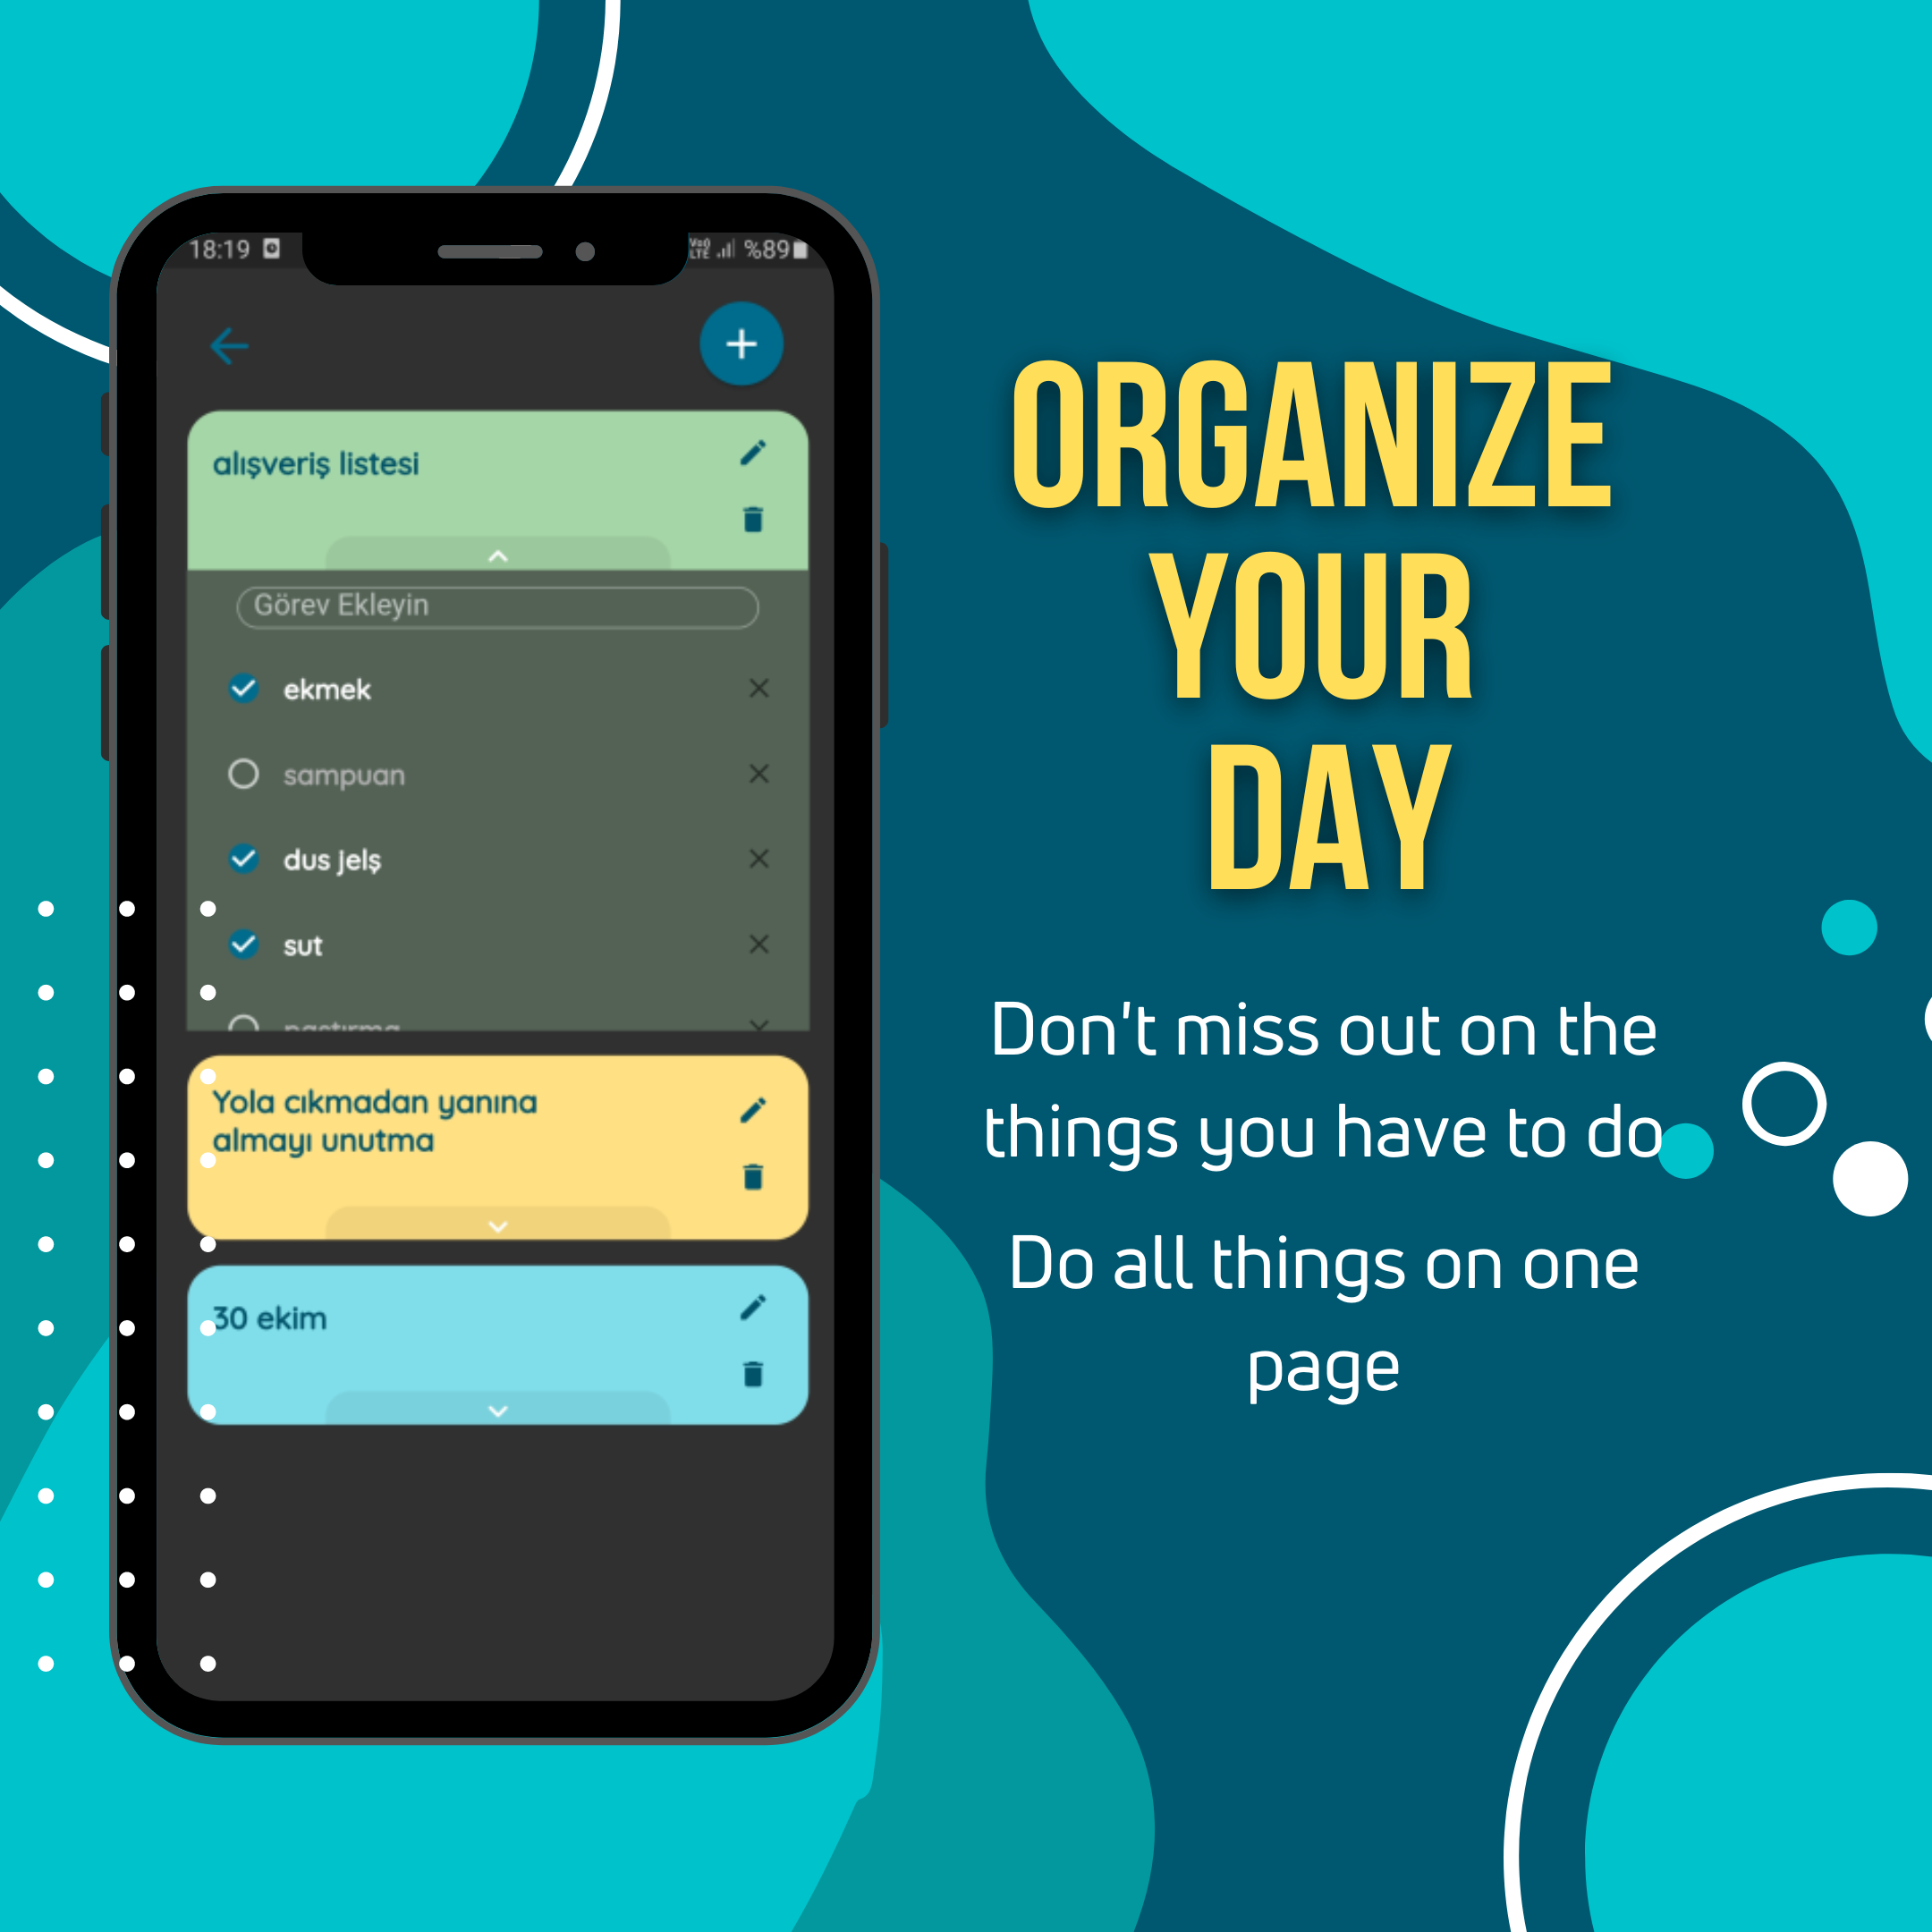 18:19
Vo)) LTE %89
alışveriş listesi
Görev Ekleyin
ekmek
sampuan
dus jelş
sut
Yola cıkmadan yanına
almayı unutma
30 ekim
ORGANIZE
YOUR
DAY
Don't miss out on the
things you have to do
Do all things on one
page